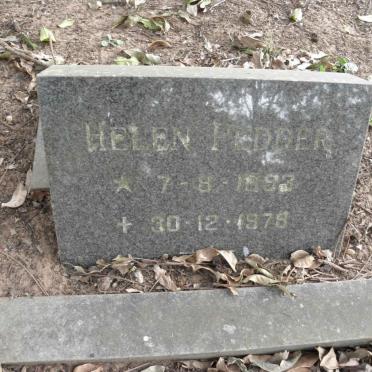 HELEN PEDDER
★ 7-8-1893
✝ 30-12-1978